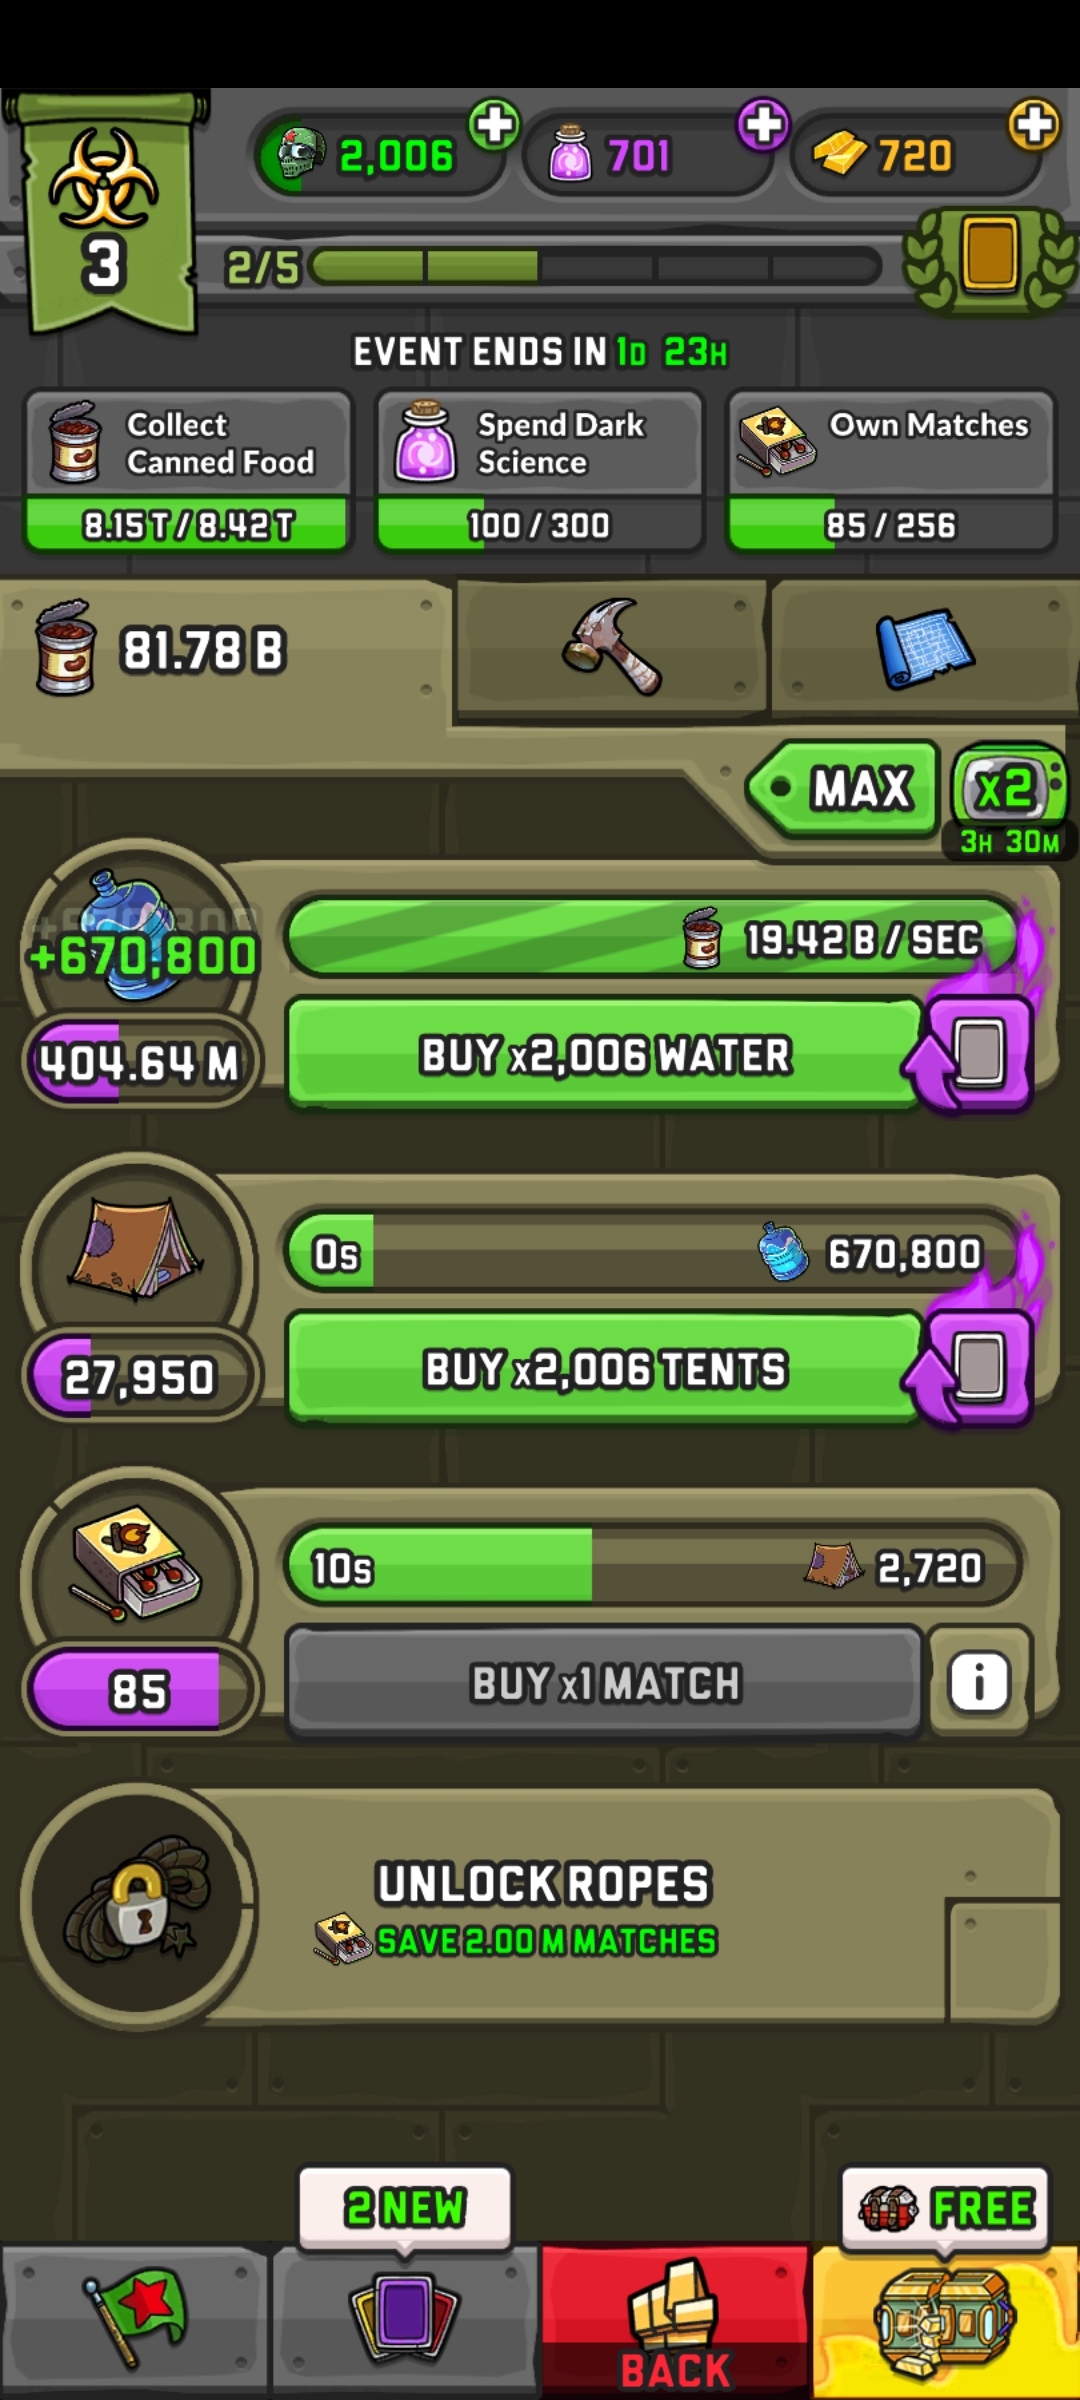 2,006
701
720
3
2/5
EVENT ENDS IN 1D 23H
Collect
Canned Food
8.15 T / 8.42 T
Spend Dark
Science
100 / 300
Own Matches
85 / 256
81.78 B
MAX
x2
3H 30M
+670,800
19.42 B / SEC
404.64 M
BUY x2,006 WATER
0s
670,800
27,950
BUY x2,006 TENTS
10s
2,720
85
BUY x1 MATCH
i
UNLOCK ROPES
SAVE 2.00 M MATCHES
2 NEW
FREE
BACK